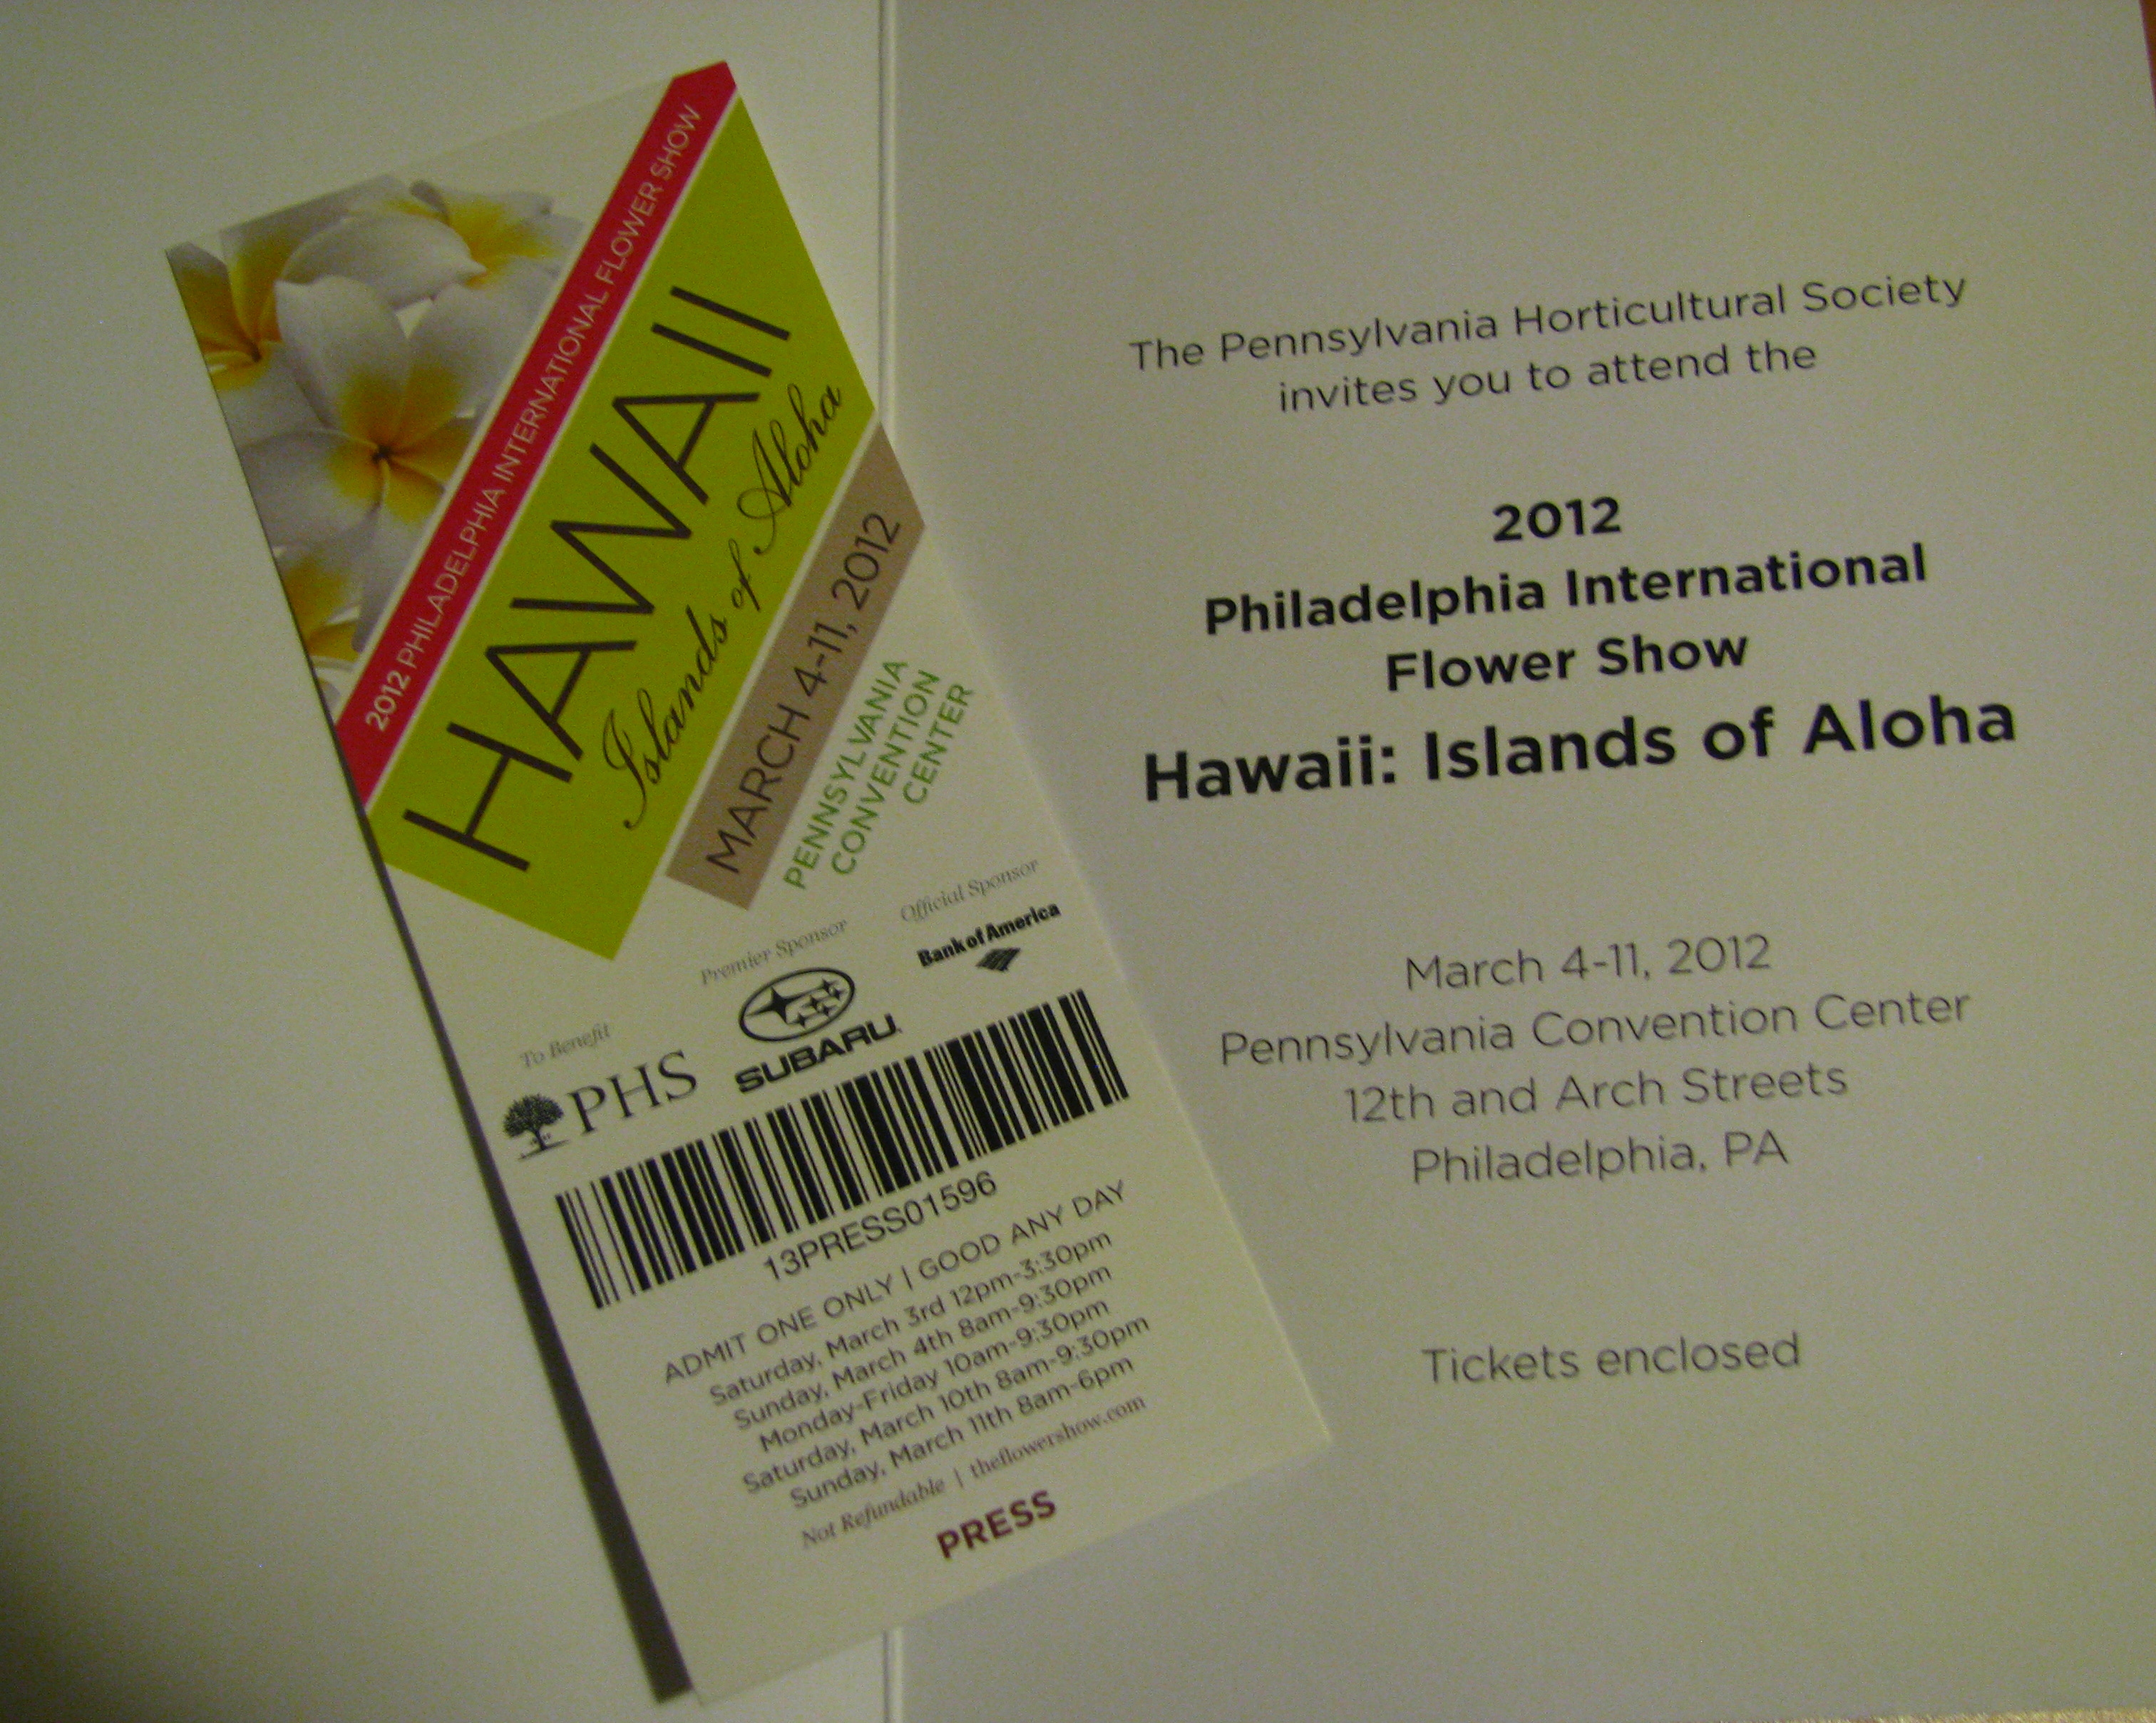 2012 PHILADELPHIA INTERNATIONAL FLOWER SHOW
HAWAII
Islands of Aloha
MARCH 4-11, 2012
PENNSYLVANIA
CONVENTION
CENTER
To Benefit
PHS
Premier Sponsor
SUBARU
Official Sponsor
Bank of America
13PRESS01596
ADMIT ONE ONLY | GOOD ANY DAY
Saturday, March 3rd 12pm-3:30pm
Sunday, March 4th 8am-9:30pm
Monday-Friday 10am-9:30pm
Saturday, March 10th 8am-9:30pm
Sunday, March 11th 8am-6pm
Not Refundable | theflowershow.com
PRESS
The Pennsylvania Horticultural Society
invites you to attend the
2012
Philadelphia International
Flower Show
Hawaii: Islands of Aloha
March 4-11, 2012
Pennsylvania Convention Center
12th and Arch Streets
Philadelphia, PA
Tickets enclosed